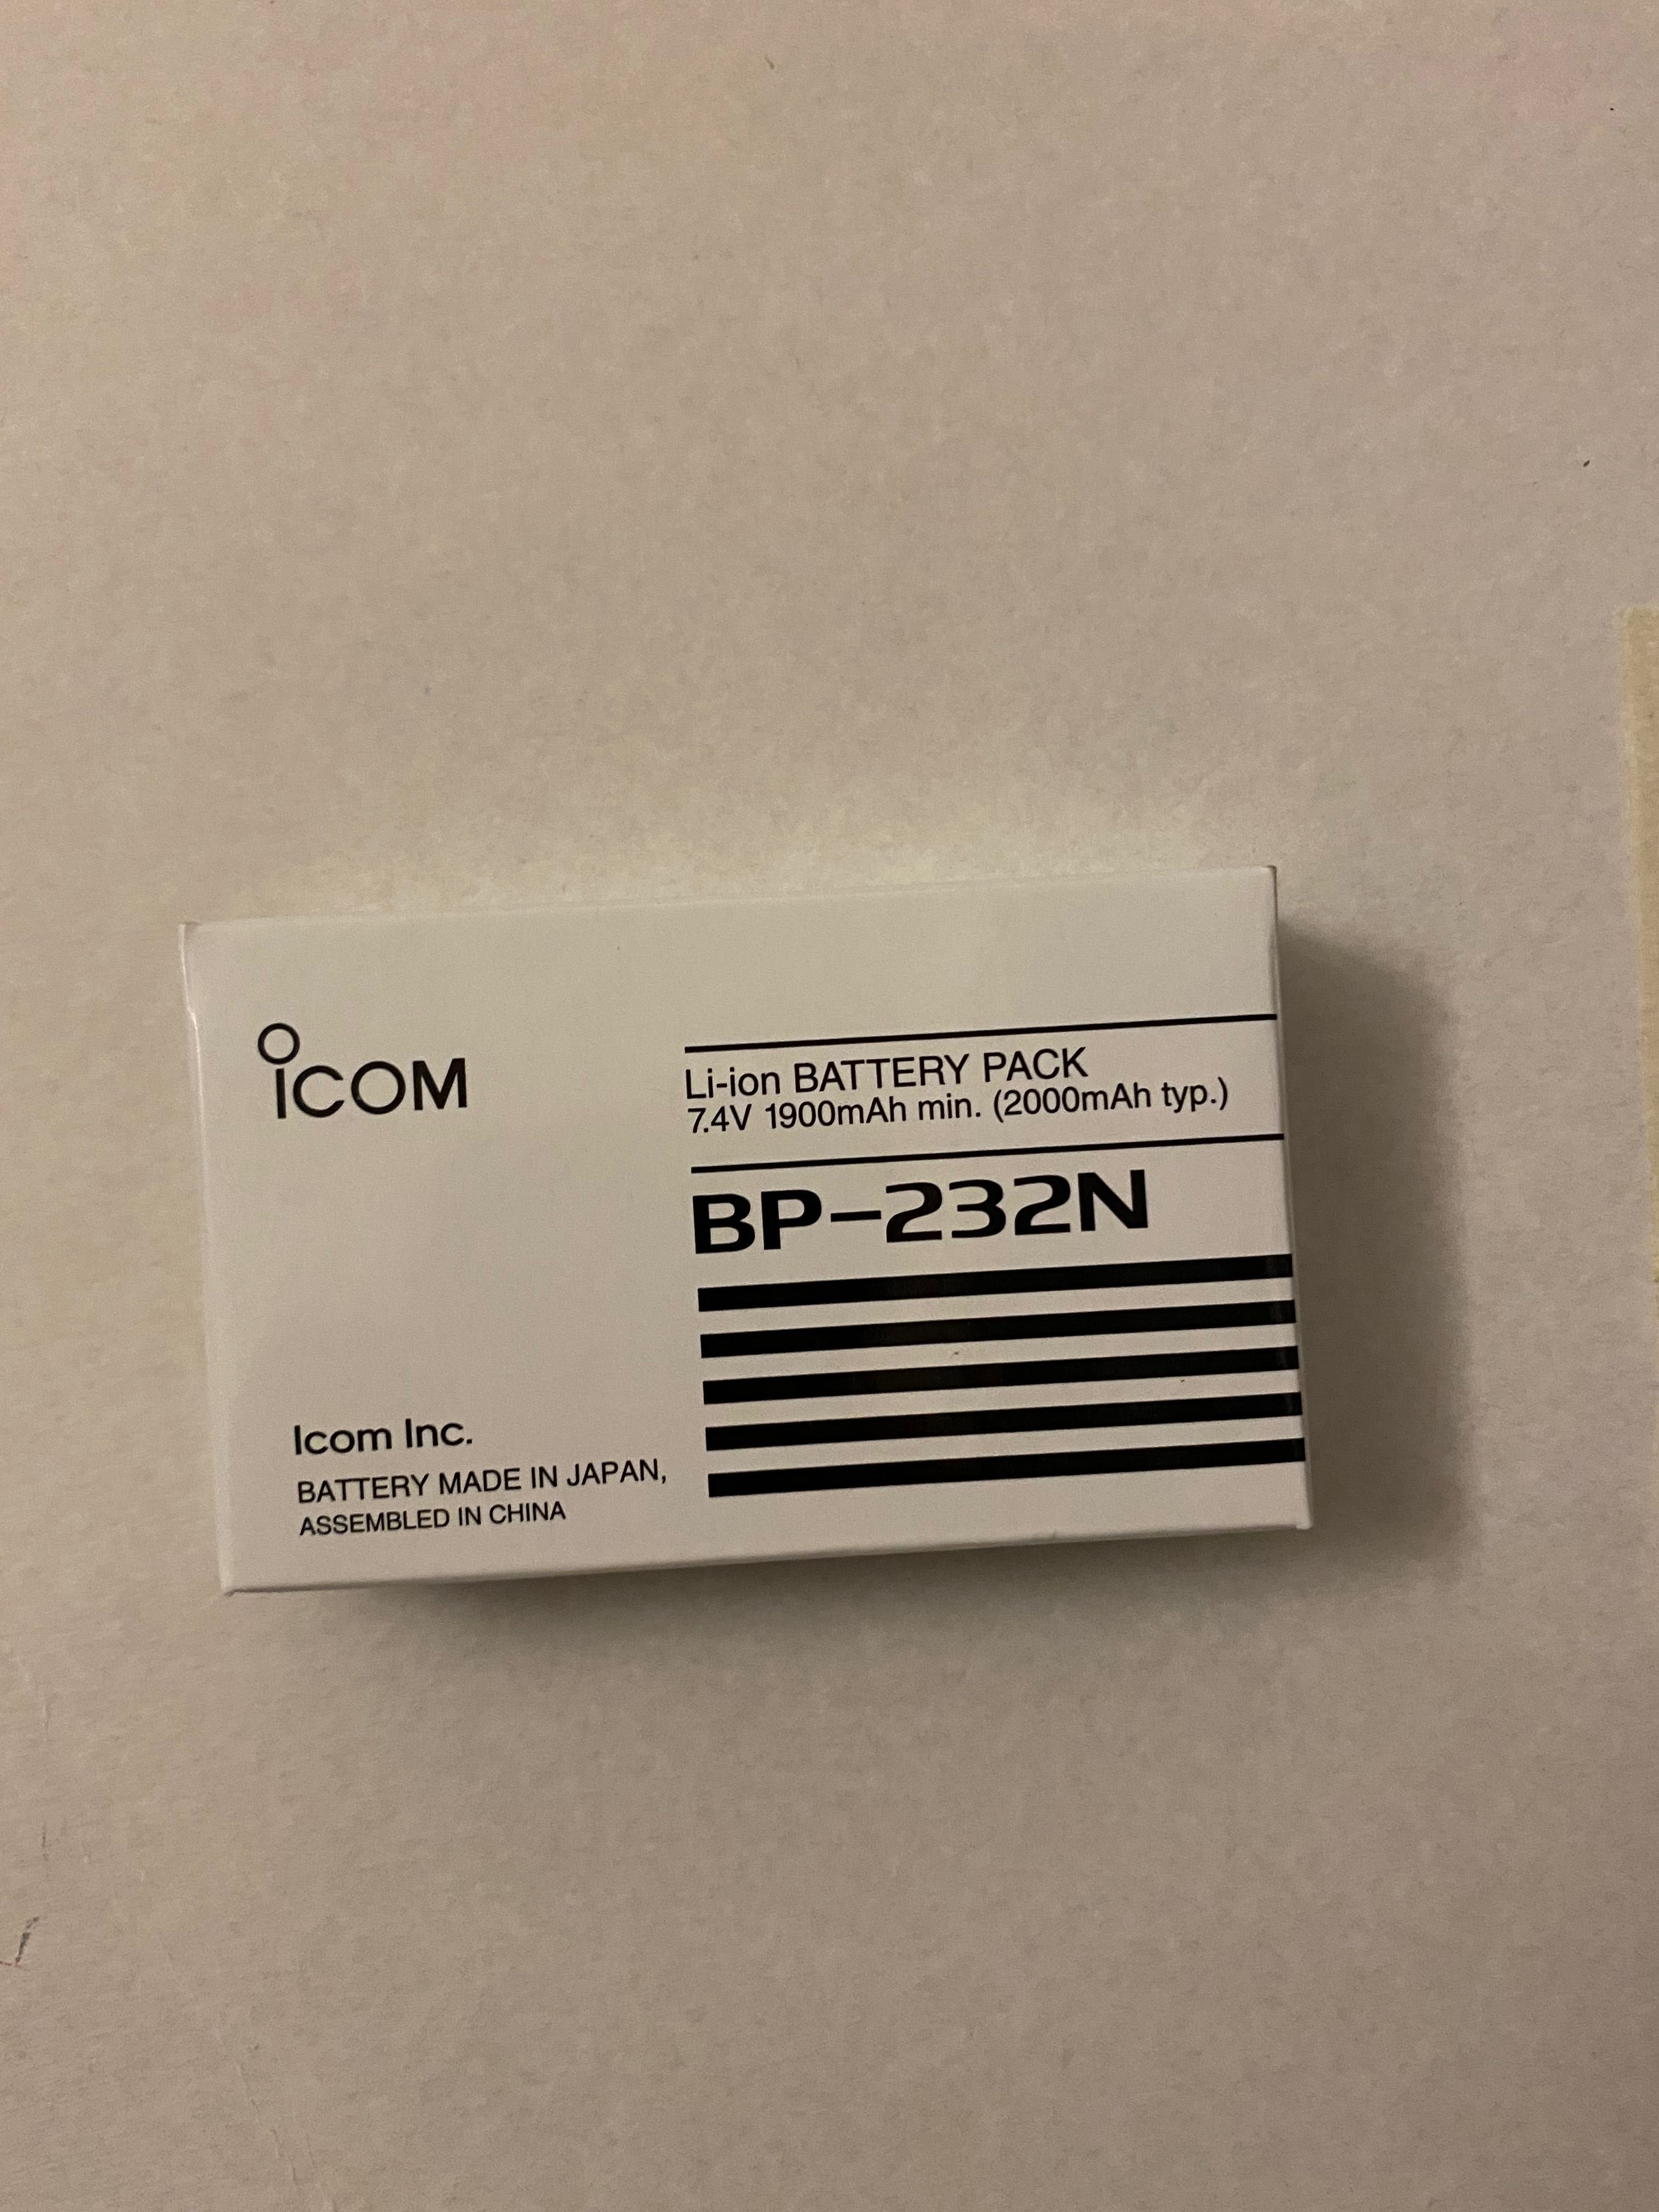 ICOM
Li-ion BATTERY PACK
7.4V 1900mAh min. (2000mAh typ.)
BP-232N
Icom Inc.
BATTERY MADE IN JAPAN,
ASSEMBLED IN CHINA